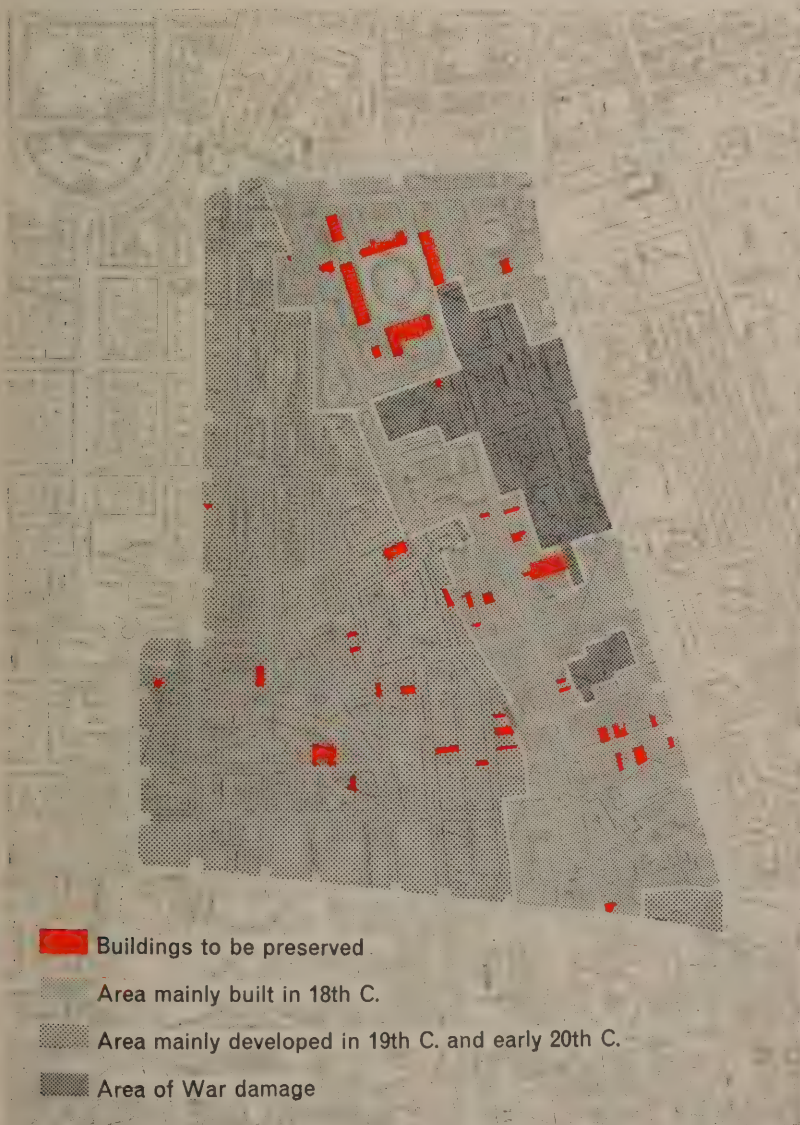 Buildings to be preserved
Area mainly built in 18th C.
Area mainly developed in 19th C. and early 20th C.
Area of War damage